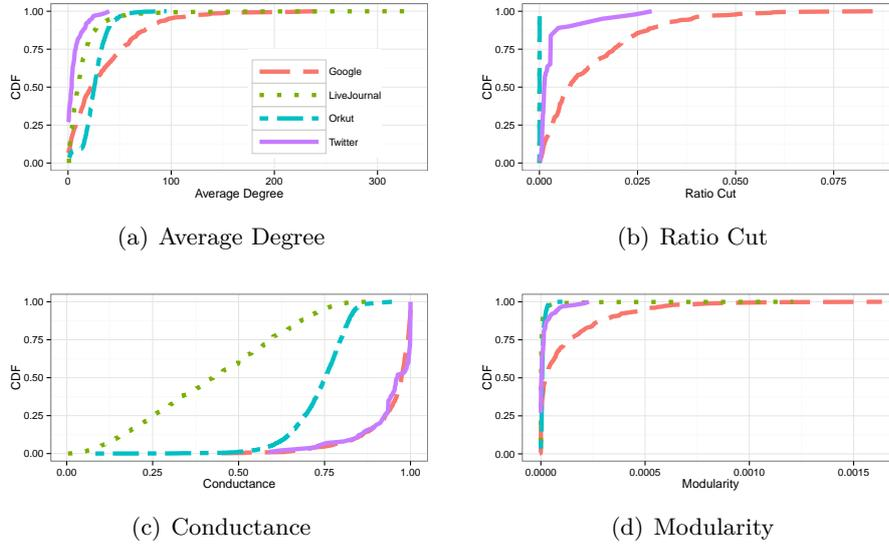 1.00
0.75
0.50
0.25
0.00
CDF
0
100
200
300
Average Degree
Google
LiveJournal
Orkut
Twitter
(a) Average Degree
1.00
0.75
0.50
0.25
0.00
CDF
0.000
0.025
0.050
0.075
Ratio Cut
(b) Ratio Cut
1.00
0.75
0.50
0.25
0.00
CDF
0.00
0.25
0.50
0.75
1.00
Conductance
(c) Conductance
1.00
0.75
0.50
0.25
0.00
CDF
0.0000
0.0005
0.0010
0.0015
Modularity
(d) Modularity